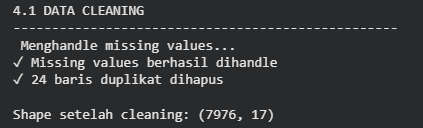 4.1 DATA CLEANING
--------------------------------------------------
Menghandle missing values...
✓ Missing values berhasil dihandle
✓ 24 baris duplikat dihapus
Shape setelah cleaning: (7976, 17)